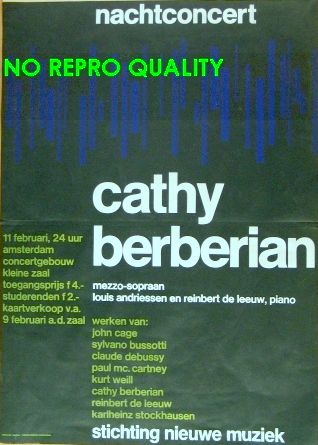 nachtconcert
NO REPRO QUALITY
cathy
berberian
11 februari, 24 uur
amsterdam
concertgebouw
kleine zaal
toegangsprijs f 4.-
studerenden f 2.-
kaartverkoop v.a.
9 februari a.d. zaal
mezzo-sopraan
louis andriessen en reinbert de leeuw, piano
werken van:
john cage
sylvano bussotti
claude debussy
paul mc. cartney
kurt weill
cathy berberian
reinbert de leeuw
karlheinz stockhausen
stichting nieuwe muziek